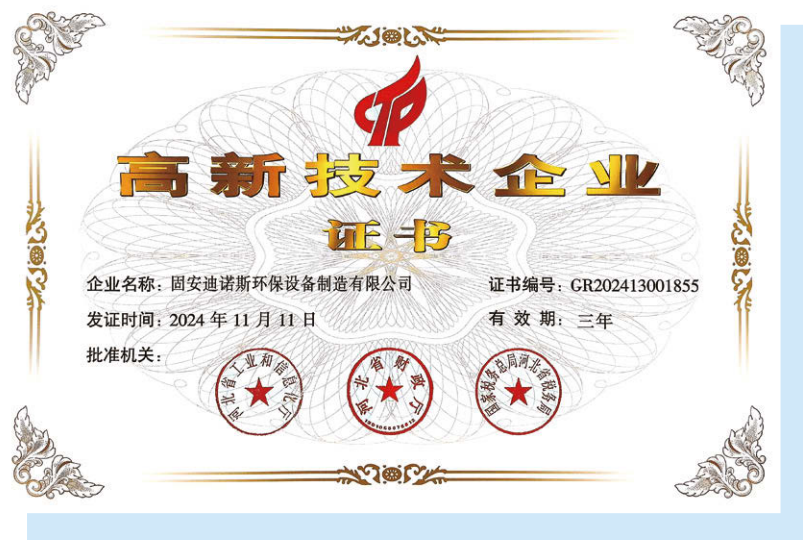 高新技术企业
证书
企业名称：固安迪诺斯环保设备制造有限公司
证书编号：GR202413001855
发证时间：2024 年 11 月 11 日
有 效 期：三年
批准机关：
河北省工业和信息化厅
河北省财政厅
国家税务总局河北省税务局